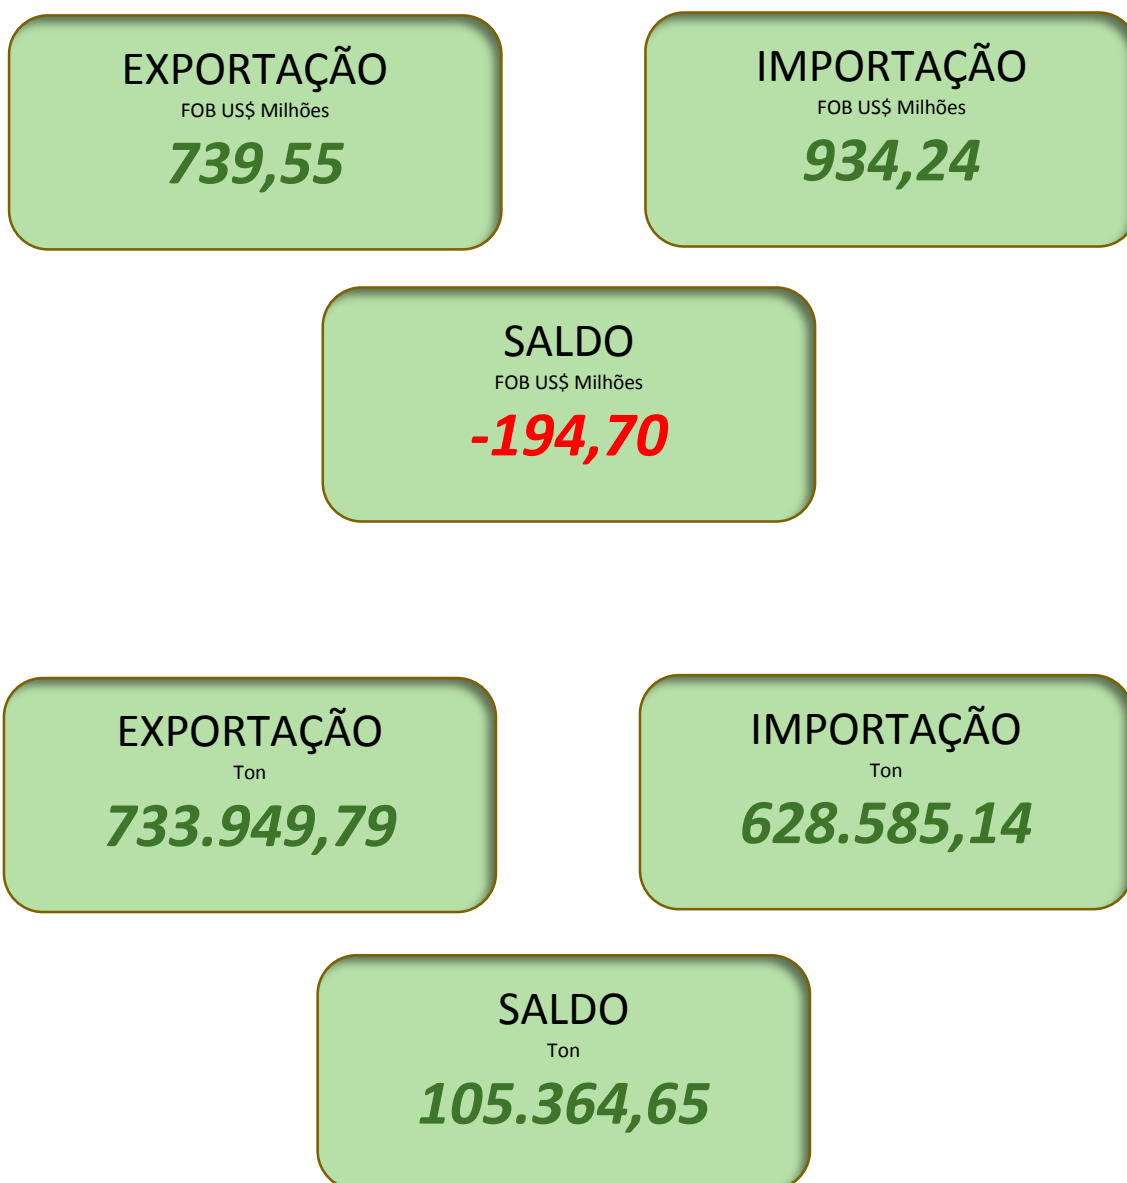 EXPORTAÇÃO
FOB US$ Milhões
739,55
IMPORTAÇÃO
FOB US$ Milhões
934,24
SALDO
FOB US$ Milhões
-194,70
EXPORTAÇÃO
Ton
733.949,79
IMPORTAÇÃO
Ton
628.585,14
SALDO
Ton
105.364,65